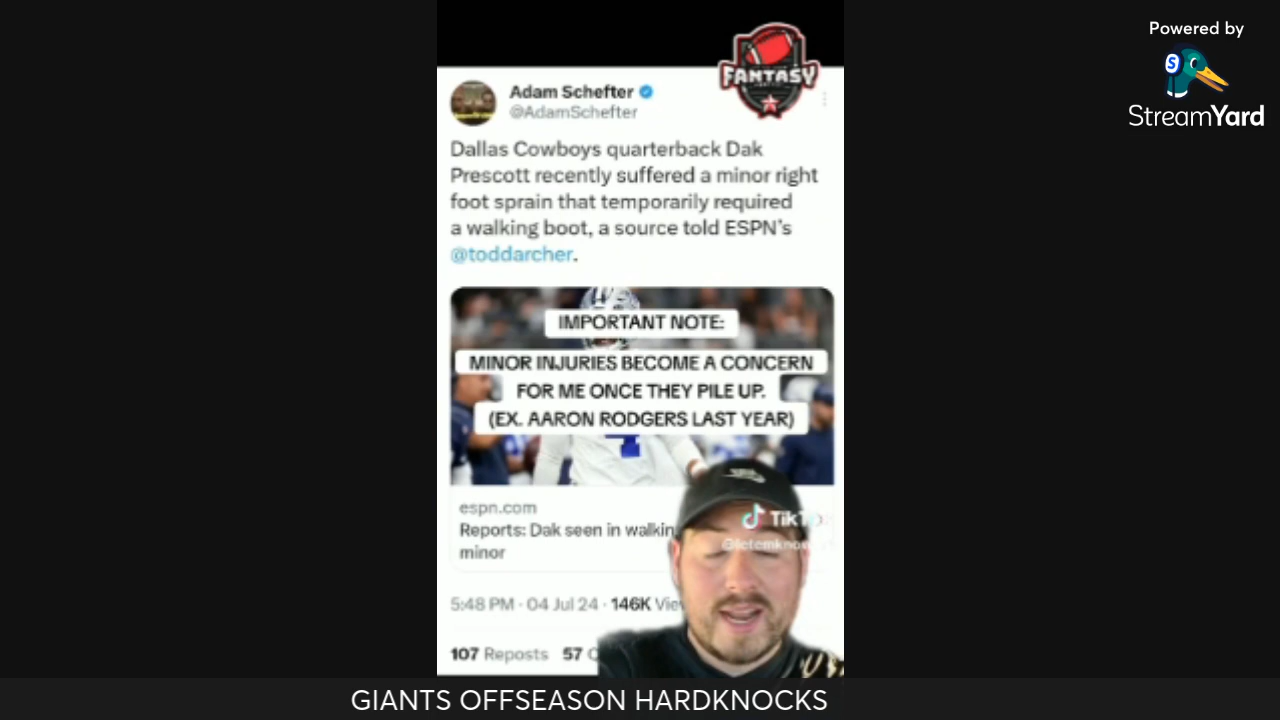 Powered by
StreamYard
FANTASY
Adam Schefter
@AdamSchefter
Dallas Cowboys quarterback Dak
Prescott recently suffered a minor right
foot sprain that temporarily required
a walking boot, a source told ESPN's
@toddarcher.
IMPORTANT NOTE:
MINOR INJURIES BECOME A CONCERN
FOR ME ONCE THEY PILE UP.
(EX. AARON RODGERS LAST YEAR)
4
espn.com
Reports: Dak seen in walkin
minor
TikTok
5:48 PM · 04 Jul 24 · 146K Vie
107 Reposts 57
GIANTS OFFSEASON HARDKNOCKS